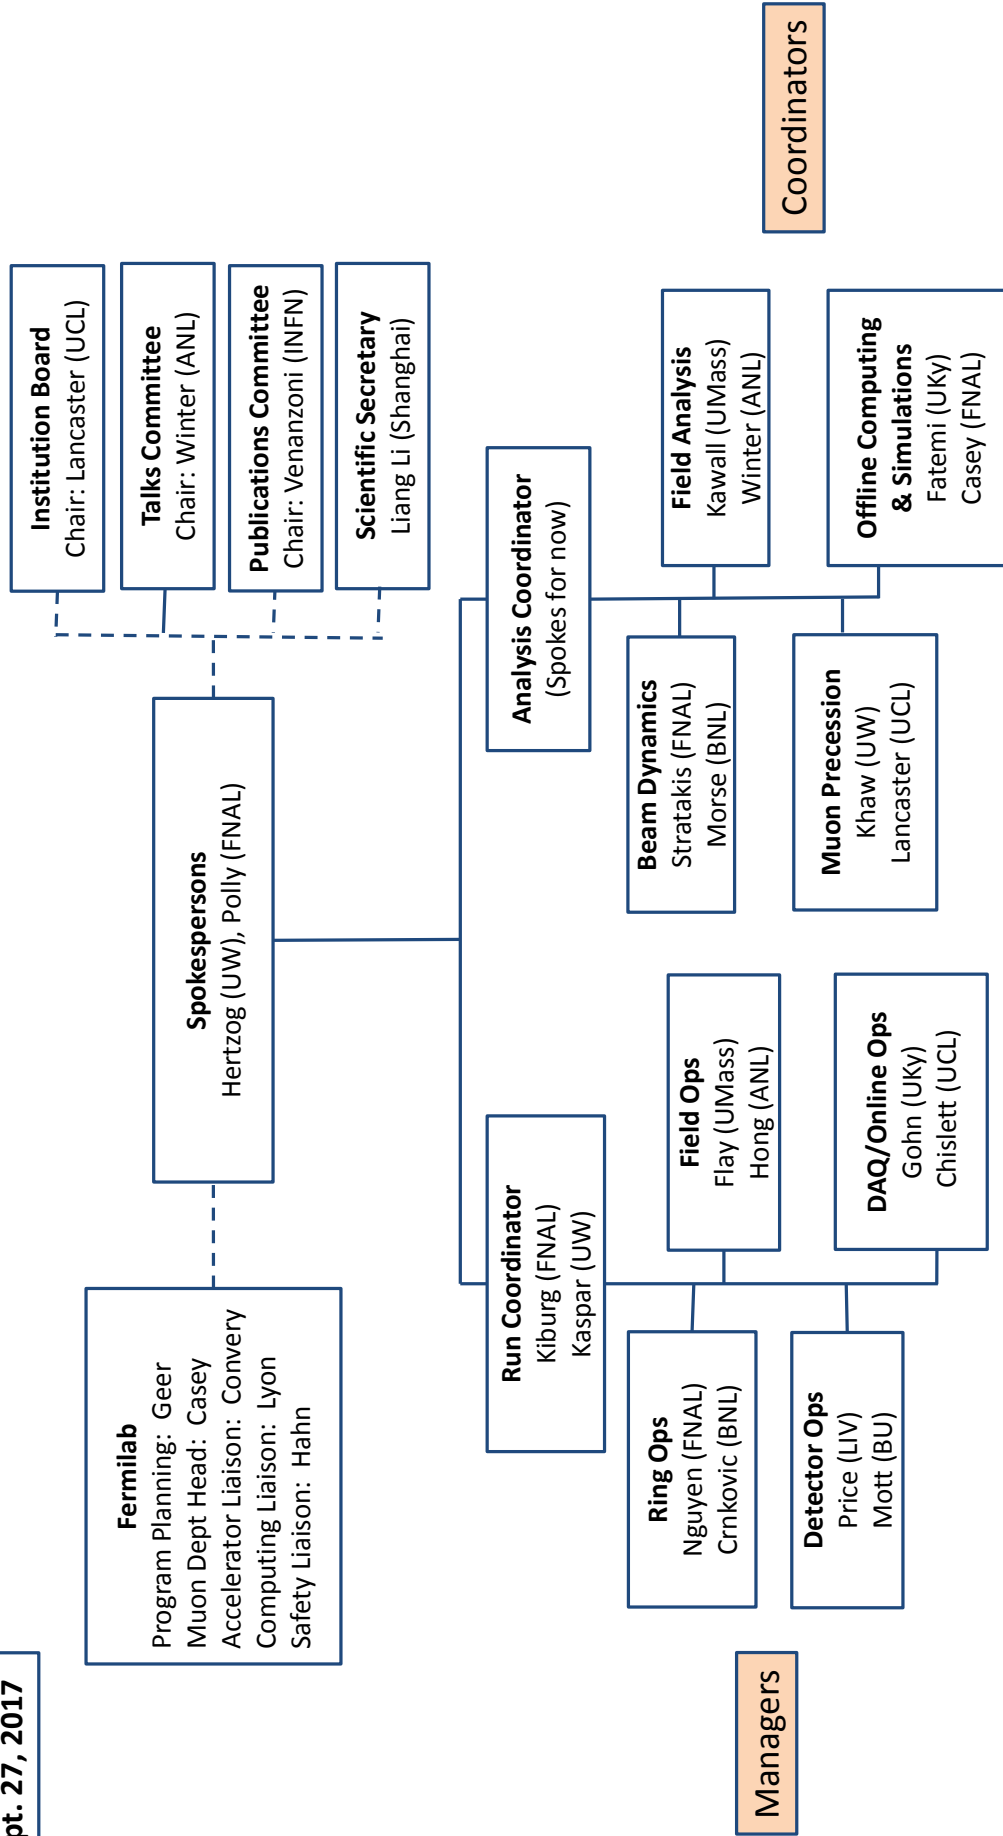 pt. 27, 2017
Fermilab
Program Planning: Geer
Muon Dept Head: Casey
Accelerator Liaison: Convery
Computing Liaison: Lyon
Safety Liaison: Hahn
Spokespersons
Hertzog (UW), Polly (FNAL)
Institution Board
Chair: Lancaster (UCL)
Talks Committee
Chair: Winter (ANL)
Publications Committee
Chair: Venanzoni (INFN)
Scientific Secretary
Liang Li (Shanghai)
Run Coordinator
Kiburg (FNAL)
Kaspar (UW)
Analysis Coordinator
(Spokes for now)
Ring Ops
Nguyen (FNAL)
Crnkovic (BNL)
Field Ops
Flay (UMass)
Hong (ANL)
Beam Dynamics
Stratakis (FNAL)
Morse (BNL)
Field Analysis
Kawall (UMass)
Winter (ANL)
Detector Ops
Price (LIV)
Mott (BU)
DAQ/Online Ops
Gohn (UKy)
Chislett (UCL)
Muon Precession
Khaw (UW)
Lancaster (UCL)
Offline Computing
& Simulations
Fatemi (UKy)
Casey (FNAL)
Managers
Coordinators